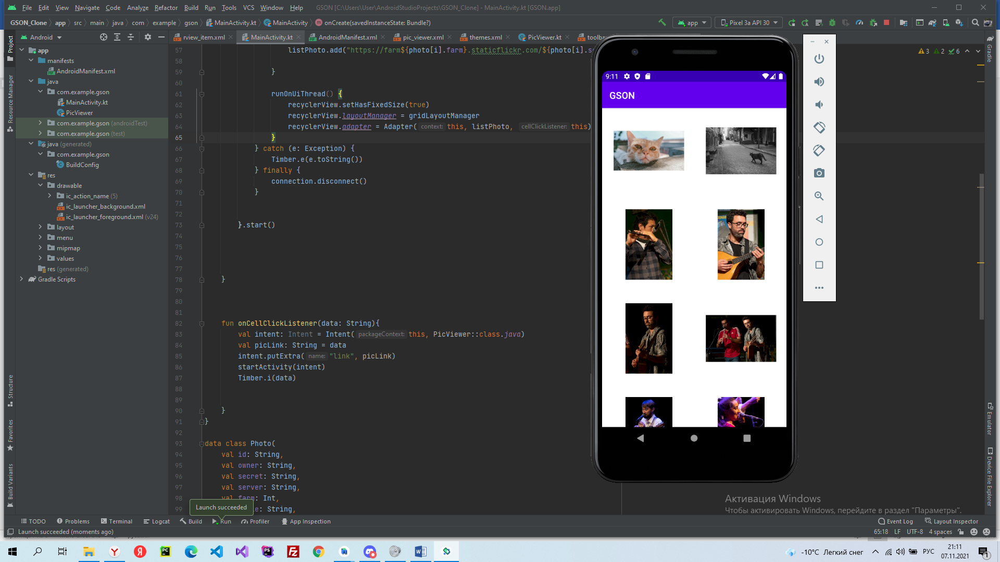 File Edit View Navigate Code Analyze Refactor Build Run Tools VCS Window Help GSON [C:\Users\User\AndroidStudioProjects\GSON_Clone] - MainActivity.kt [GSON.app]
GSON_Clone app src main java com example gson MainActivity.kt MainActivity onCreate(savedInstanceState: Bundle?) app Pixel 3a API 30
Project
Android
rview_item.xml MainActivity.kt AndroidManifest.xml pic_viewer.xml themes.xml PicViewer.kt toolba
Gradle
3 2 6
app
manifests
AndroidManifest.xml
java
com.example.gson
MainActivity.kt
PicViewer
com.example.gson (androidTest)
com.example.gson (test)
java (generated)
com.example.gson
BuildConfig
res
drawable
ic_action_name (5)
ic_launcher_background.xml
ic_launcher_foreground.xml (v24)
layout
menu
mipmap
values
res (generated)
Gradle Scripts
Resource Manager
Structure
Favorites
Build Variants
57 listPhoto.add("https://farm${photo[i].farm}.staticflickr.com/${photo[i].se
58
59 }
60
61 runOnUiThread() {
62 recyclerView.setHasFixedSize(true)
63 recyclerView.layoutManager = gridLayoutManager
64 recyclerView.adapter = Adapter( context: this, listPhoto, cellClickListener: this)
65 }
66 } catch (e: Exception) {
67 Timber.e(e.toString())
68 } finally {
69 connection.disconnect()
70 }
71
72
73 }.start()
74
75
76
77
78 }
79
80
81
82 fun onCellClickListener(data: String){
83 val intent: Intent = Intent( packageContext: this, PicViewer::class.java)
84 val picLink: String = data
85 intent.putExtra( name: "link", picLink)
86 startActivity(intent)
87 Timber.i(data)
88
89
90 }
91 }
92
93 data class Photo(
94 val id: String,
95 val owner: String,
96 val secret: String,
97 val server: String,
98 val farm: Int,
99 e: String,
Launch succeeded
9:11
GSON
Emulator
Device File Explorer
Активация Windows
Чтобы активировать Windows, перейдите в раздел "Параметры".
TODO Problems Terminal Logcat Build Run Profiler App Inspection Event Log Layout Inspector
Launch succeeded (moments ago) 65:18 LF UTF-8 4 spaces
-10°C Легкий снег РУС 21:11
07.11.2021
1